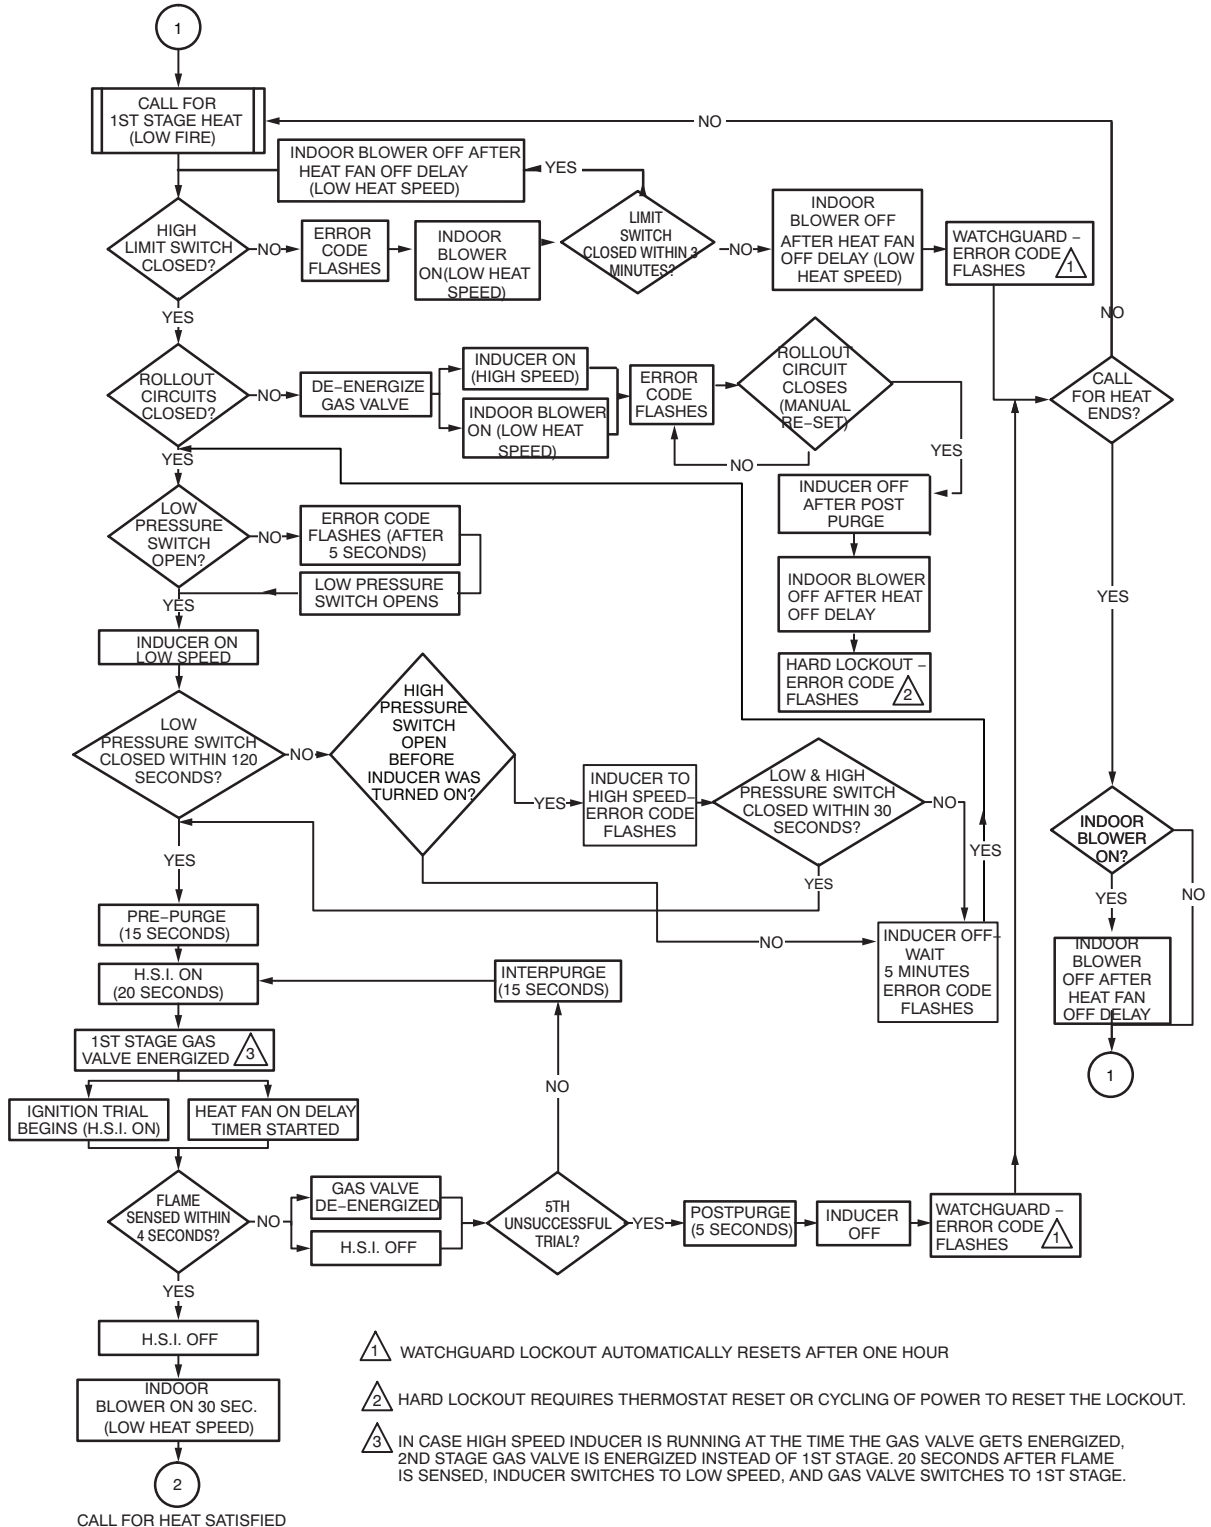 1
CALL FOR
1ST STAGE HEAT
(LOW FIRE)
NO
INDOOR BLOWER OFF AFTER
HEAT FAN OFF DELAY
(LOW HEAT SPEED)
YES
HIGH
LIMIT SWITCH
CLOSED?
NO
ERROR
CODE
FLASHES
INDOOR
BLOWER
ON(LOW HEAT
SPEED)
LIMIT
SWITCH
CLOSED WITHIN 3
MINUTES?
NO
INDOOR
BLOWER OFF
AFTER HEAT FAN
OFF DELAY (LOW
HEAT SPEED)
WATCHGUARD –
ERROR CODE
FLASHES
1
NO
YES
ROLLOUT
CIRCUITS
CLOSED?
NO
DE–ENERGIZE
GAS VALVE
INDUCER ON
(HIGH SPEED)
INDOOR BLOWER
ON (LOW HEAT
SPEED)
ERROR
CODE
FLASHES
ROLLOUT
CIRCUIT
CLOSES
(MANUAL
RE–SET)
NO
YES
CALL
FOR HEAT
ENDS?
YES
INDUCER OFF
AFTER POST
PURGE
INDOOR BLOWER
OFF AFTER HEAT
OFF DELAY
HARD LOCKOUT –
ERROR CODE
FLASHES
2
YES
LOW
PRESSURE
SWITCH
OPEN?
NO
ERROR CODE
FLASHES (AFTER
5 SECONDS)
LOW PRESSURE
SWITCH OPENS
YES
INDUCER ON
LOW SPEED
LOW
PRESSURE SWITCH
CLOSED WITHIN 120
SECONDS?
NO
HIGH
PRESSURE
SWITCH
OPEN
BEFORE
INDUCER WAS
TURNED ON?
YES
INDUCER TO
HIGH SPEED–
ERROR CODE
FLASHES
LOW & HIGH
PRESSURE SWITCH
CLOSED WITHIN 30
SECONDS?
NO
YES
YES
NO
INDUCER OFF–
WAIT
5 MINUTES
ERROR CODE
FLASHES
INDOOR
BLOWER
ON?
YES
NO
INDOOR
BLOWER
OFF AFTER
HEAT FAN
OFF DELAY
1
YES
PRE–PURGE
(15 SECONDS)
H.S.I. ON
(20 SECONDS)
INTERPURGE
(15 SECONDS)
1ST STAGE GAS
VALVE ENERGIZED
3
NO
IGNITION TRIAL
BEGINS (H.S.I. ON)
HEAT FAN ON DELAY
TIMER STARTED
FLAME
SENSED WITHIN
4 SECONDS?
NO
GAS VALVE
DE–ENERGIZED
H.S.I. OFF
5TH
UNSUCCESSFUL
TRIAL?
YES
POSTPURGE
(5 SECONDS)
INDUCER
OFF
WATCHGUARD –
ERROR CODE
FLASHES
1
YES
H.S.I. OFF
INDOOR
BLOWER ON 30 SEC.
(LOW HEAT SPEED)
2
CALL FOR HEAT SATISFIED
1 WATCHGUARD LOCKOUT AUTOMATICALLY RESETS AFTER ONE HOUR
2 HARD LOCKOUT REQUIRES THERMOSTAT RESET OR CYCLING OF POWER TO RESET THE LOCKOUT.
3 IN CASE HIGH SPEED INDUCER IS RUNNING AT THE TIME THE GAS VALVE GETS ENERGIZED,
2ND STAGE GAS VALVE IS ENERGIZED INSTEAD OF 1ST STAGE. 20 SECONDS AFTER FLAME
IS SENSED, INDUCER SWITCHES TO LOW SPEED, AND GAS VALVE SWITCHES TO 1ST STAGE.